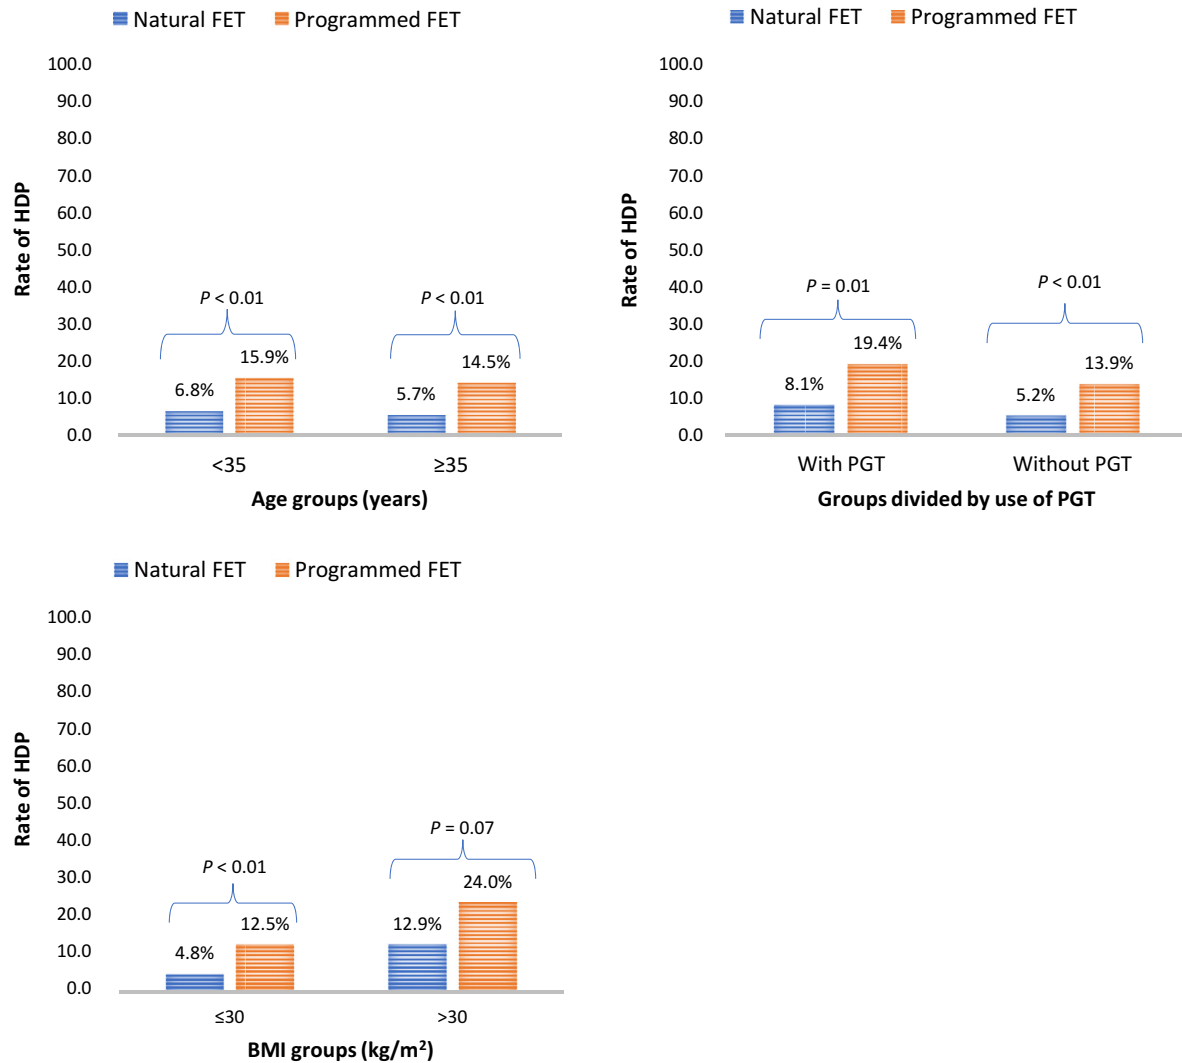 Natural FET Programmed FET
100.0
90.0
80.0
70.0
60.0
50.0
40.0
30.0
20.0
10.0
0.0
Rate of HDP
P < 0.01
P < 0.01
6.8%
15.9%
5.7%
14.5%
<35
≥35
Age groups (years)
Natural FET Programmed FET
100.0
90.0
80.0
70.0
60.0
50.0
40.0
30.0
20.0
10.0
0.0
Rate of HDP
P = 0.01
P < 0.01
8.1%
19.4%
5.2%
13.9%
With PGT
Without PGT
Groups divided by use of PGT
Natural FET Programmed FET
100.0
90.0
80.0
70.0
60.0
50.0
40.0
30.0
20.0
10.0
0.0
Rate of HDP
P < 0.01
P = 0.07
4.8%
12.5%
12.9%
24.0%
≤30
>30
BMI groups (kg/m²)